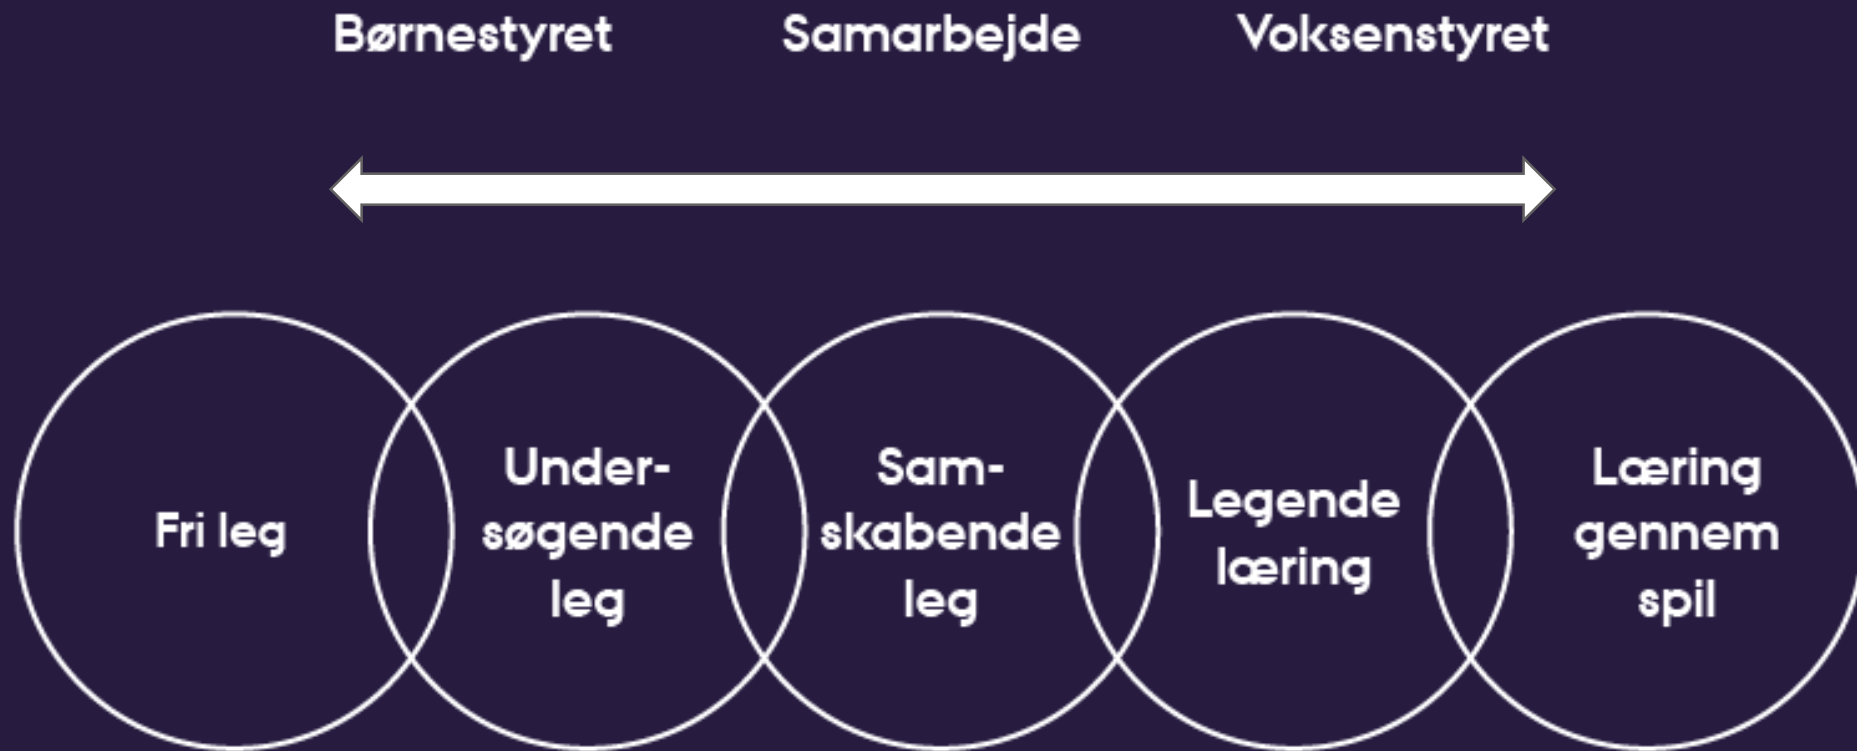 Børnestyret
Samarbejde
Voksenstyret
Fri leg
Under-
søgende
leg
Sam-
skabende
leg
Legende
læring
Læring
gennem
spil